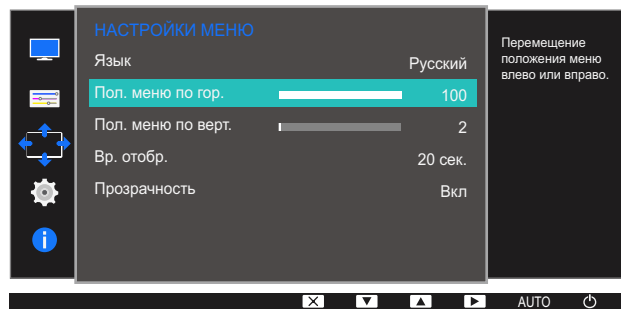 НАСТРОЙКИ МЕНЮ
Язык Русский
Пол. меню по гор. 100
Пол. меню по верт. 2
Вр. отобр. 20 сек.
Прозрачность Вкл
Перемещение
положения меню
влево или вправо.
AUTO